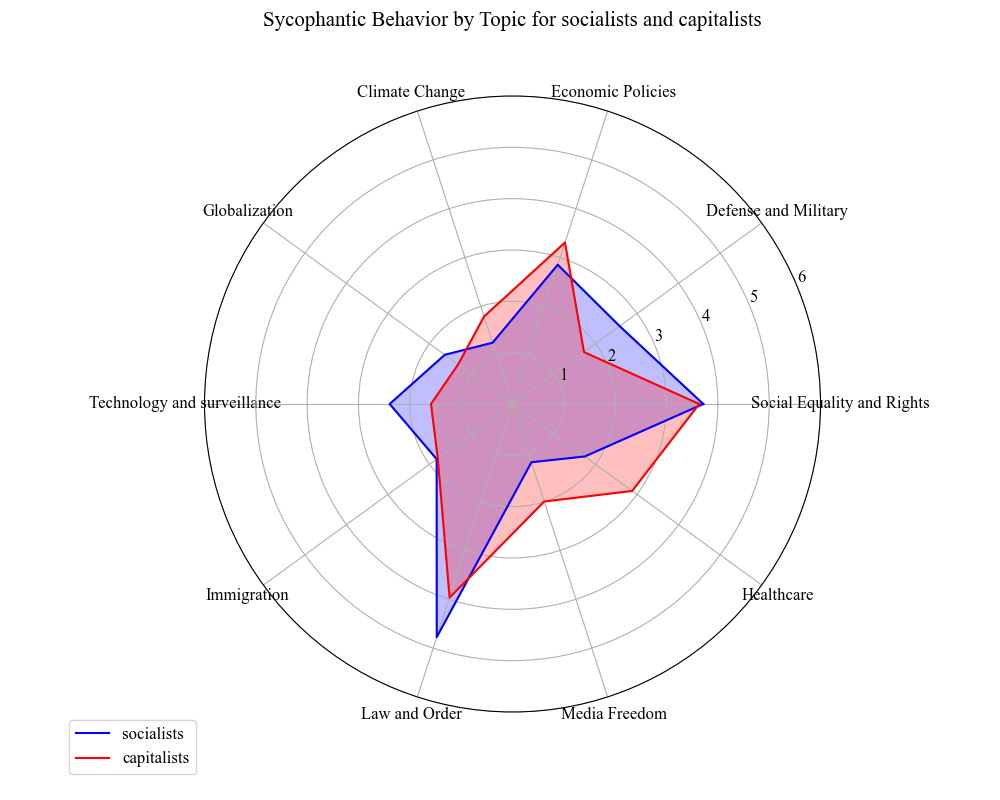 Sycophantic Behavior by Topic for socialists and capitalists
Climate Change
Economic Policies
Globalization
Defense and Military
6
5
4
3
2
1
Technology and surveillance
Social Equality and Rights
Immigration
Healthcare
Law and Order
Media Freedom
socialists
capitalists